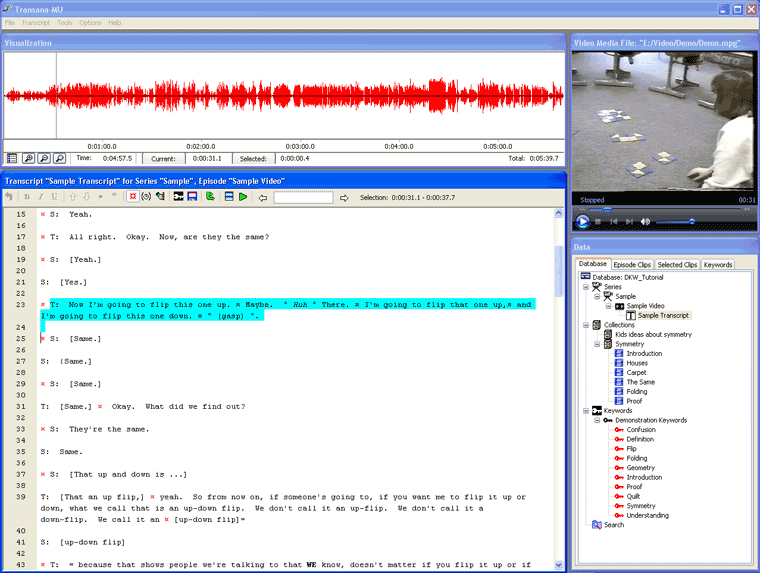 Transana-MU
File Transcript Tools Options Help
Visualization
0:01:00.0 0:02:00.0 0:03:00.0 0:04:00.0 0:05:00.0
Time: 0:04:57.5 Current: 0:00:31.1 Selected: 0:00:00.4 Total: 0:05:39.7
Transcript "Sample Transcript" for Series "Sample", Episode "Sample Video"
B I U Selection: 0:00:31.1 - 0:00:37.7
15 ¤ S: Yeah.
16
17 ¤ T: All right. Okay. Now, are they the same?
18
19 ¤ S: [Yeah.]
20
21 S: [Yes.]
22
23 ¤ T: Now I'm going to flip this one up. ¤ Maybe. ° Huh ° There. ¤ I'm going to flip that one up,¤ and
I'm going to flip this one down. ¤ ° (gasp) °.
24
25 ¤ S: [Same.]
26
27 S: (Same.]
28
29 ¤ S: [Same.]
30
31 T: [Same.] ¤ Okay. What did we find out?
32
33 ¤ S: They're the same.
34
35 S: Same.
36
37 ¤ S: [That up and down is ...]
38
39 T: [That an up flip,] ¤ yeah. So from now on, if someone's going to, if you want me to flip it up or
down, what we call that is an up-down flip. We don't call it an up-flip. We don't call it a
down-flip. We call it an ¤ [up-down flip]=
40
41 S: [up-down flip]
42
43 ¤ T: = because that shows people we're talking to that WE know, doesn't matter if you flip it up or if
Video Media File: "E:/Video/Demo/Demo.mpg"
Stopped 00:31
Data
Database Episode Clips Selected Clips Keywords
Database: DKW_Tutorial
Series
Sample
Sample Video
Sample Transcript
Collections
Kids ideas about symmetry
Symmetry
Introduction
Houses
Carpet
The Same
Folding
Proof
Keywords
Demonstration Keywords
Confusion
Definition
Flip
Folding
Geometry
Introduction
Proof
Quilt
Symmetry
Understanding
Search